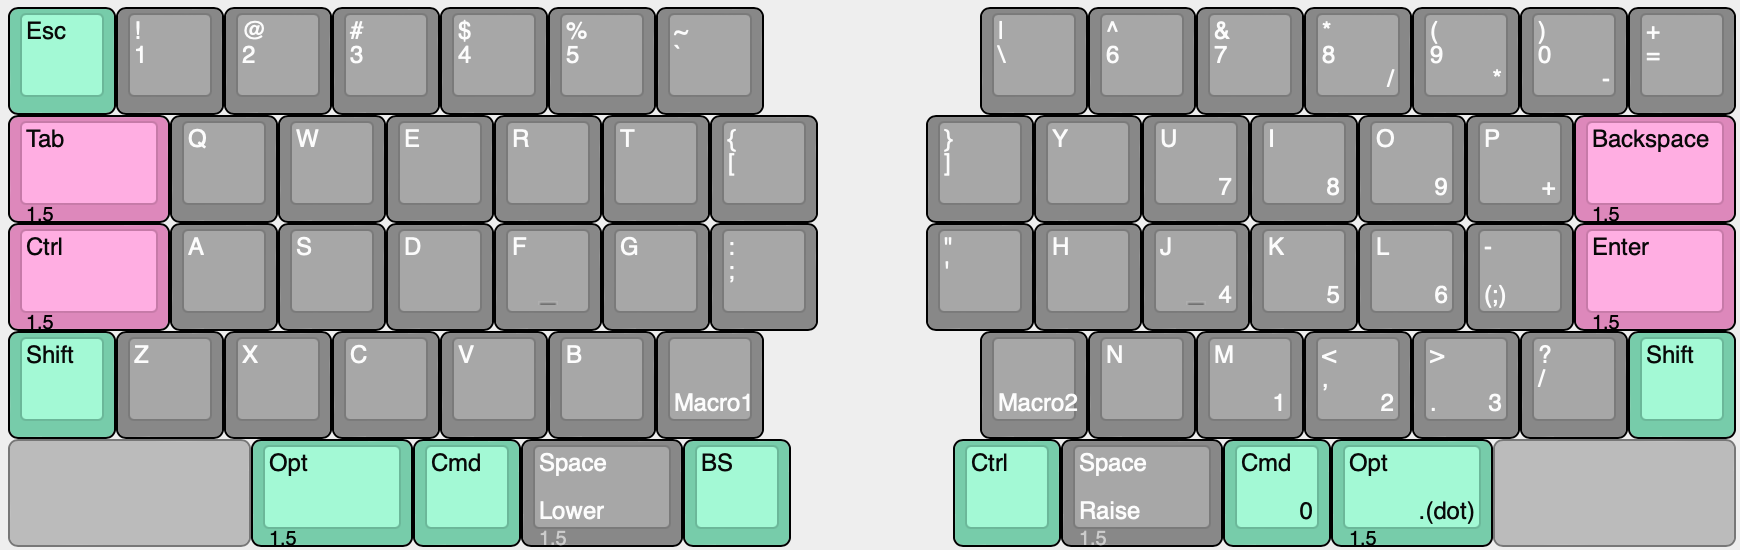 Esc ! @ # $ % ~ | ^ & * ( ) +
1 2 3 4 5 ` \ 6 7 8 9 0 =
/ * -
Tab Q W E R T { } Y U I O P Backspace
[ ]
7 8 9 +
1.5 1.5
Ctrl A S D F G : " H J K L - Enter
; '
_ _ 4 5 6 (;)
1.5 1.5
Shift Z X C V B N M < > ? Shift
, /
Macro1 Macro2 1 2 . 3
Opt Cmd Space BS Ctrl Space Cmd Opt
Lower Raise 0 .(dot)
1.5 1.5 1.5 1.5